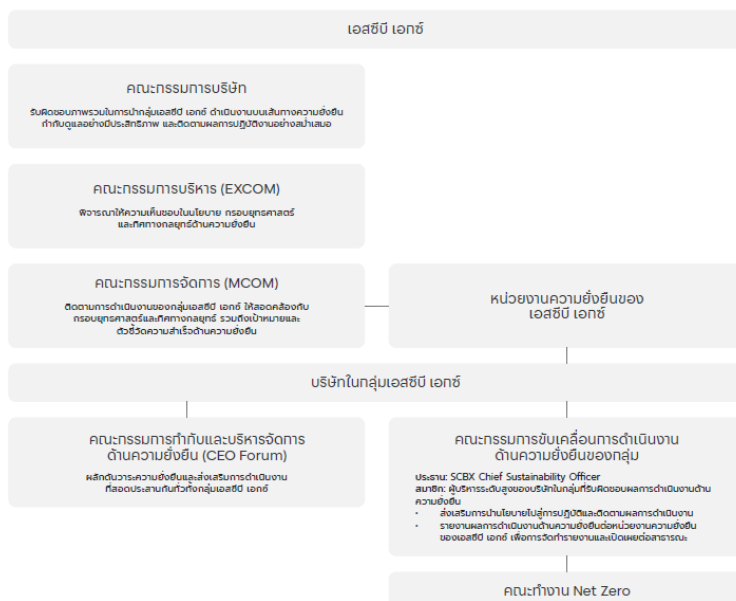 เอสซีบี เอกซ์
คณะกรรมการบริษัท
รับผิดชอบภาพรวมในการนำกลุ่มเอสซีบี เอกซ์ ดำเนินงานบนเส้นทางความยั่งยืน
กำกับดูแลอย่างมีประสิทธิภาพ และติดตามผลการปฏิบัติงานอย่างสม่ำเสมอ
คณะกรรมการบริหาร (EXCOM)
พิจารณาให้ความเห็นชอบในนโยบาย กรอบยุทธศาสตร์
และทิศทางกลยุทธ์ด้านความยั่งยืน
คณะกรรมการจัดการ (MCOM)
ติดตามการดำเนินงานของกลุ่มเอสซีบี เอกซ์ ให้สอดคล้องกับ
กรอบยุทธศาสตร์และทิศทางกลยุทธ์ รวมถึงเป้าหมายและ
ตัวชี้วัดความสำเร็จด้านความยั่งยืน
หน่วยงานความยั่งยืนของ
เอสซีบี เอกซ์
บริษัทในกลุ่มเอสซีบี เอกซ์
คณะกรรมการกำกับและบริหารจัดการ
ด้านความยั่งยืน (CEO Forum)
ผลักดันวาระความยั่งยืนและส่งเสริมการดำเนินงาน
ที่สอดประสานกันทั่วทั้งกลุ่มเอสซีบี เอกซ์
คณะกรรมการขับเคลื่อนการดำเนินงาน
ด้านความยั่งยืนของกลุ่ม
ประธาน: SCBX Chief Sustainability Officer
สมาชิก: ผู้บริหารระดับสูงของบริษัทในกลุ่มที่รับผิดชอบผลการดำเนินงานด้าน
ความยั่งยืน
• ส่งเสริมการนำนโยบายไปสู่การปฏิบัติและติดตามผลการดำเนินงาน
• รายงานผลการดำเนินงานด้านความยั่งยืนต่อหน่วยงานความยั่งยืน
ของเอสซีบี เอกซ์ เพื่อการจัดทำรายงานและเปิดเผยต่อสาธารณะ
คณะทำงาน Net Zero